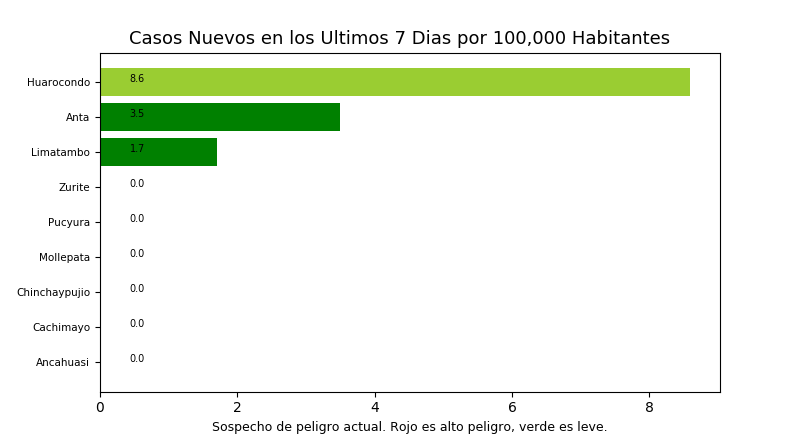 Casos Nuevos en los Ultimos 7 Dias por 100,000 Habitantes
Huarocondo 8.6
Anta 3.5
Limatambo 1.7
Zurite 0.0
Pucyura 0.0
Mollepata 0.0
Chinchaypujio 0.0
Cachimayo 0.0
Ancahuasi 0.0
0 2 4 6 8
Sospecho de peligro actual. Rojo es alto peligro, verde es leve.